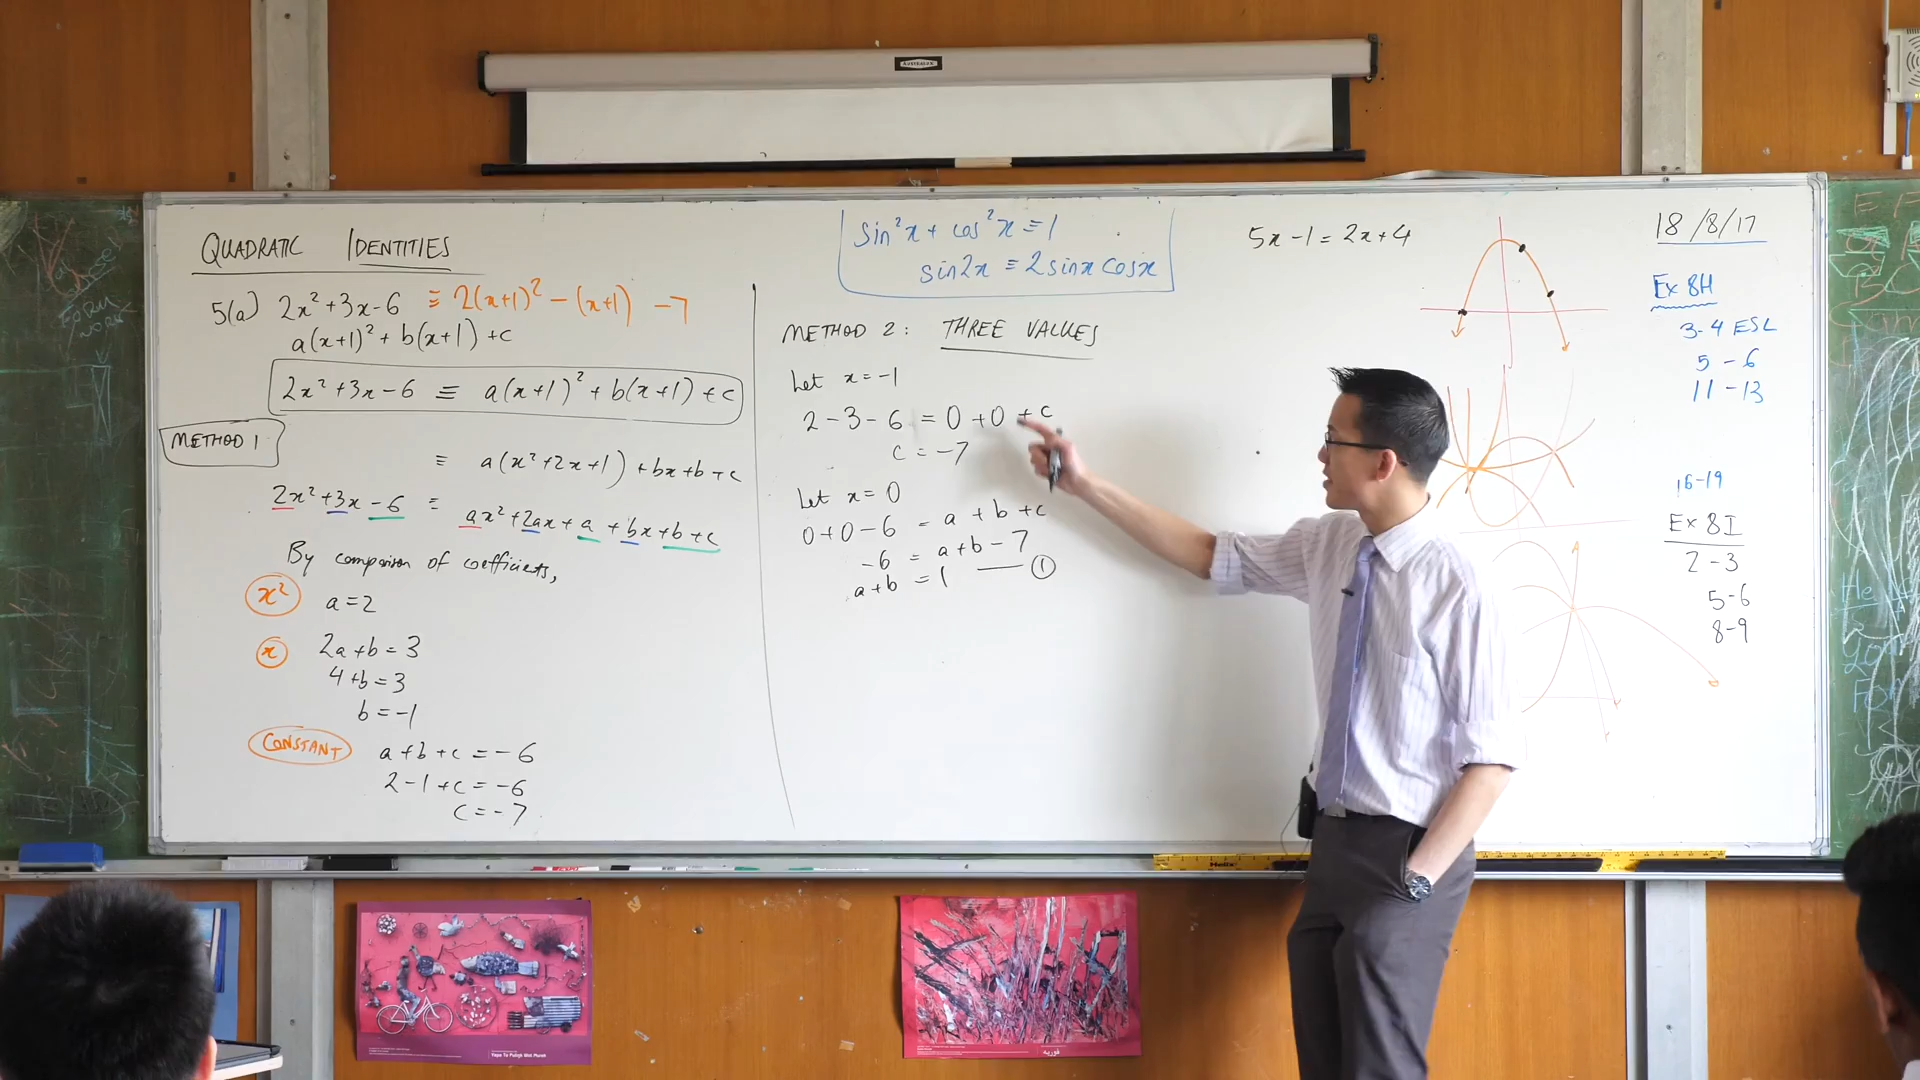 AUSTRALUX
QUADRATIC IDENTITIES
5(a) 2x²+3x-6 ≡ 2(x+1)² -(x+1) -7
a(x+1)² + b(x+1) +c
2x²+3x-6 ≡ a(x+1)² + b(x+1) + c
METHOD 1
≡ a(x²+2x+1) + bx+b +c
2x²+3x-6 ≡ ax²+2ax+a+bx+b+c
By comparison of coefficients,
x² a=2
x 2a+b=3
4+b=3
b=-1
CONSTANT a+b+c=-6
2-1+c=-6
c=-7
sin²x+cos²x≡1
sin2x≡2sinxcosx
METHOD 2: THREE VALUES
Let x=-1
2-3-6=0+0+c
c=-7
Let x=0
0+0-6=a+b+c
-6=a+b-7
a+b=1 — ①
5x-1=2x+4
18/8/17
Ex 8H
3-4 ESL
5-6
11-13
16-19
Ex 8I
2-3
5-6
8-9